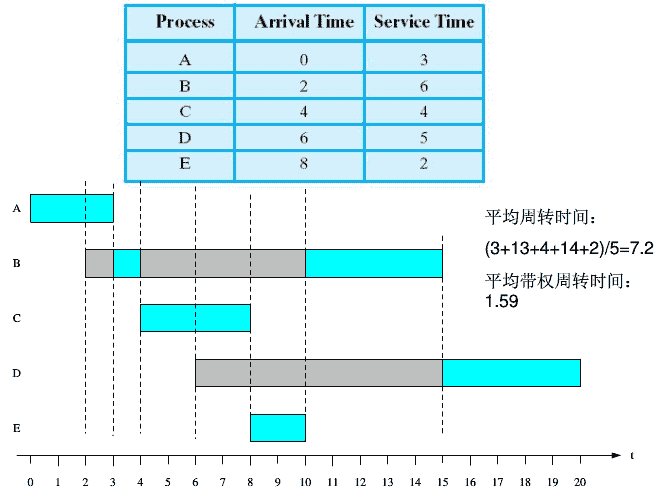 Process Arrival Time Service Time
A 0 3
B 2 6
C 4 4
D 6 5
E 8 2
A
平均周转时间：
(3+13+4+14+2)/5=7.2
平均带权周转时间：
1.59
B
C
D
E
t
0 1 2 3 4 5 6 7 8 9 10 11 12 13 14 15 16 17 18 19 20